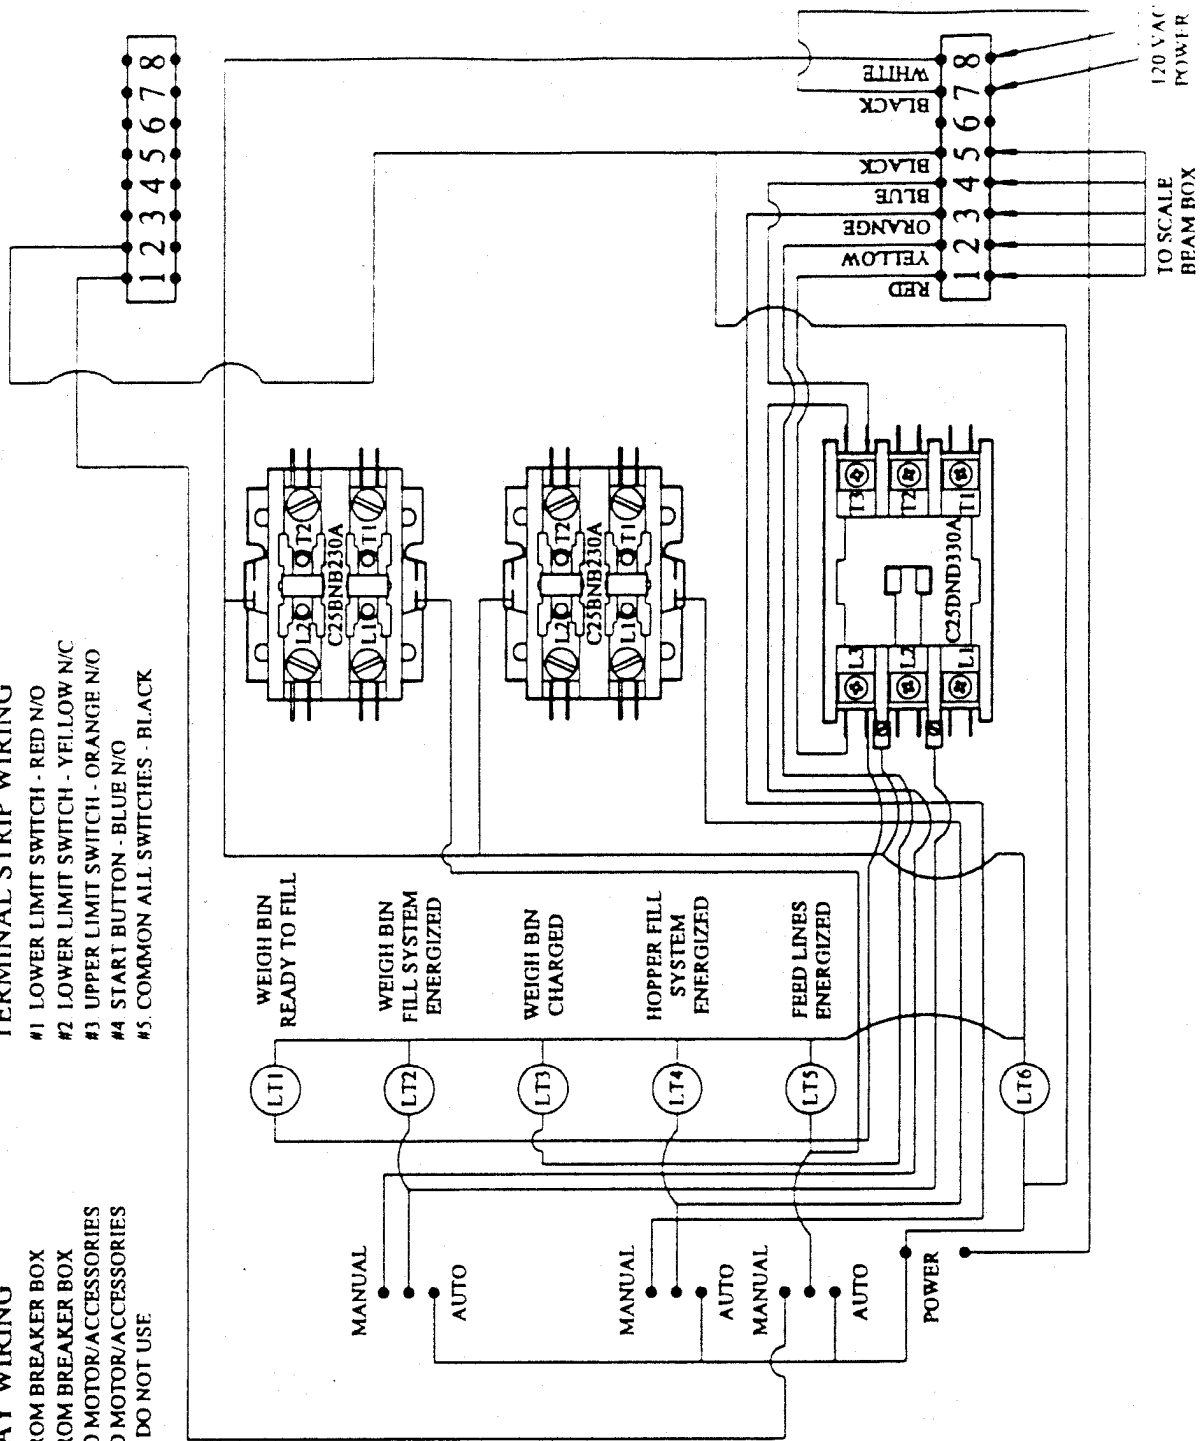 TERMINAL STRIP WIRING
#1 LOWER LIMIT SWITCH - RED N/O
#2 LOWER LIMIT SWITCH - YELLOW N/C
#3 UPPER LIMIT SWITCH - ORANGE N/O
#4 START BUTTON - BLUE N/O
#5. COMMON ALL SWITCHES - BLACK
WIRING
BREAKER BOX
BREAKER BOX
MOTOR/ACCESSORIES
MOTOR/ACCESSORIES
DO NOT USE
1 2 3 4 5 6 7 8
L2 T2
L1 T1
C25BNB230A
L2 T2
L1 T1
C25BNB230A
L3 T3
L2 T2
L1 T1
C25DND330A
WEIGH BIN
READY TO FILL
WEIGH BIN
FILL SYSTEM
ENERGIZED
WEIGH BIN
CHARGED
HOPPER FILL
SYSTEM
ENERGIZED
FEED LINES
ENERGIZED
LT1
LT2
LT3
LT4
LT5
LT6
MANUAL
AUTO
MANUAL
AUTO
MANUAL
AUTO
POWER
RED
YELLOW
ORANGE
BLUE
BLACK
BLACK
WHITE
1 2 3 4 5 6 7 8
TO SCALE
BEAM BOX
120 VAC
POWER